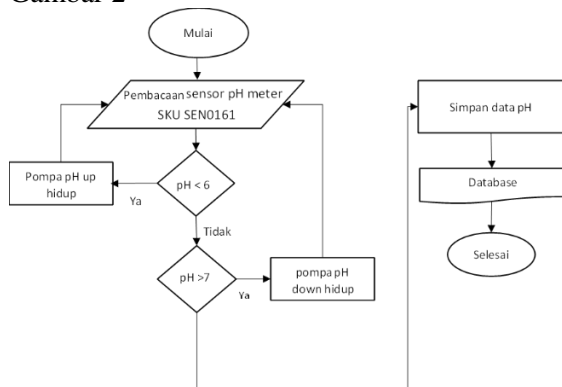 Gambar 2
Mulai
Pembacaan sensor pH meter
SKU SEN0161
Pompa pH up
hidup
Ya
pH < 6
Tidak
pH >7
Ya
pompa pH
down hidup
Simpan data pH
Database
Selesai